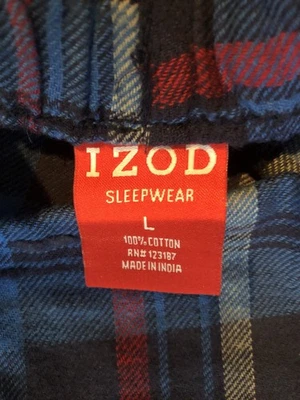 IZOD
SLEEPWEAR
L
100% COTTON
RN# 123187
MADE IN INDIA